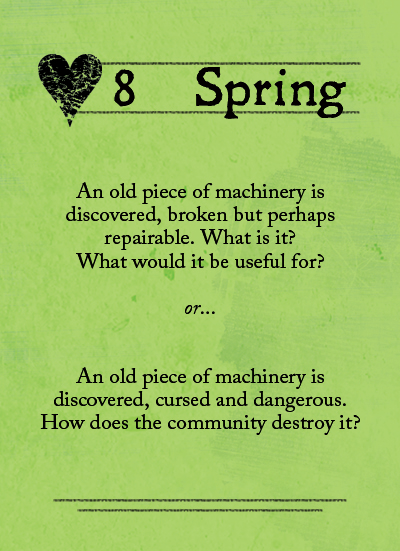 8 Spring
An old piece of machinery is
discovered, broken but perhaps
repairable. What is it?
What would it be useful for?
or...
An old piece of machinery is
discovered, cursed and dangerous.
How does the community destroy it?